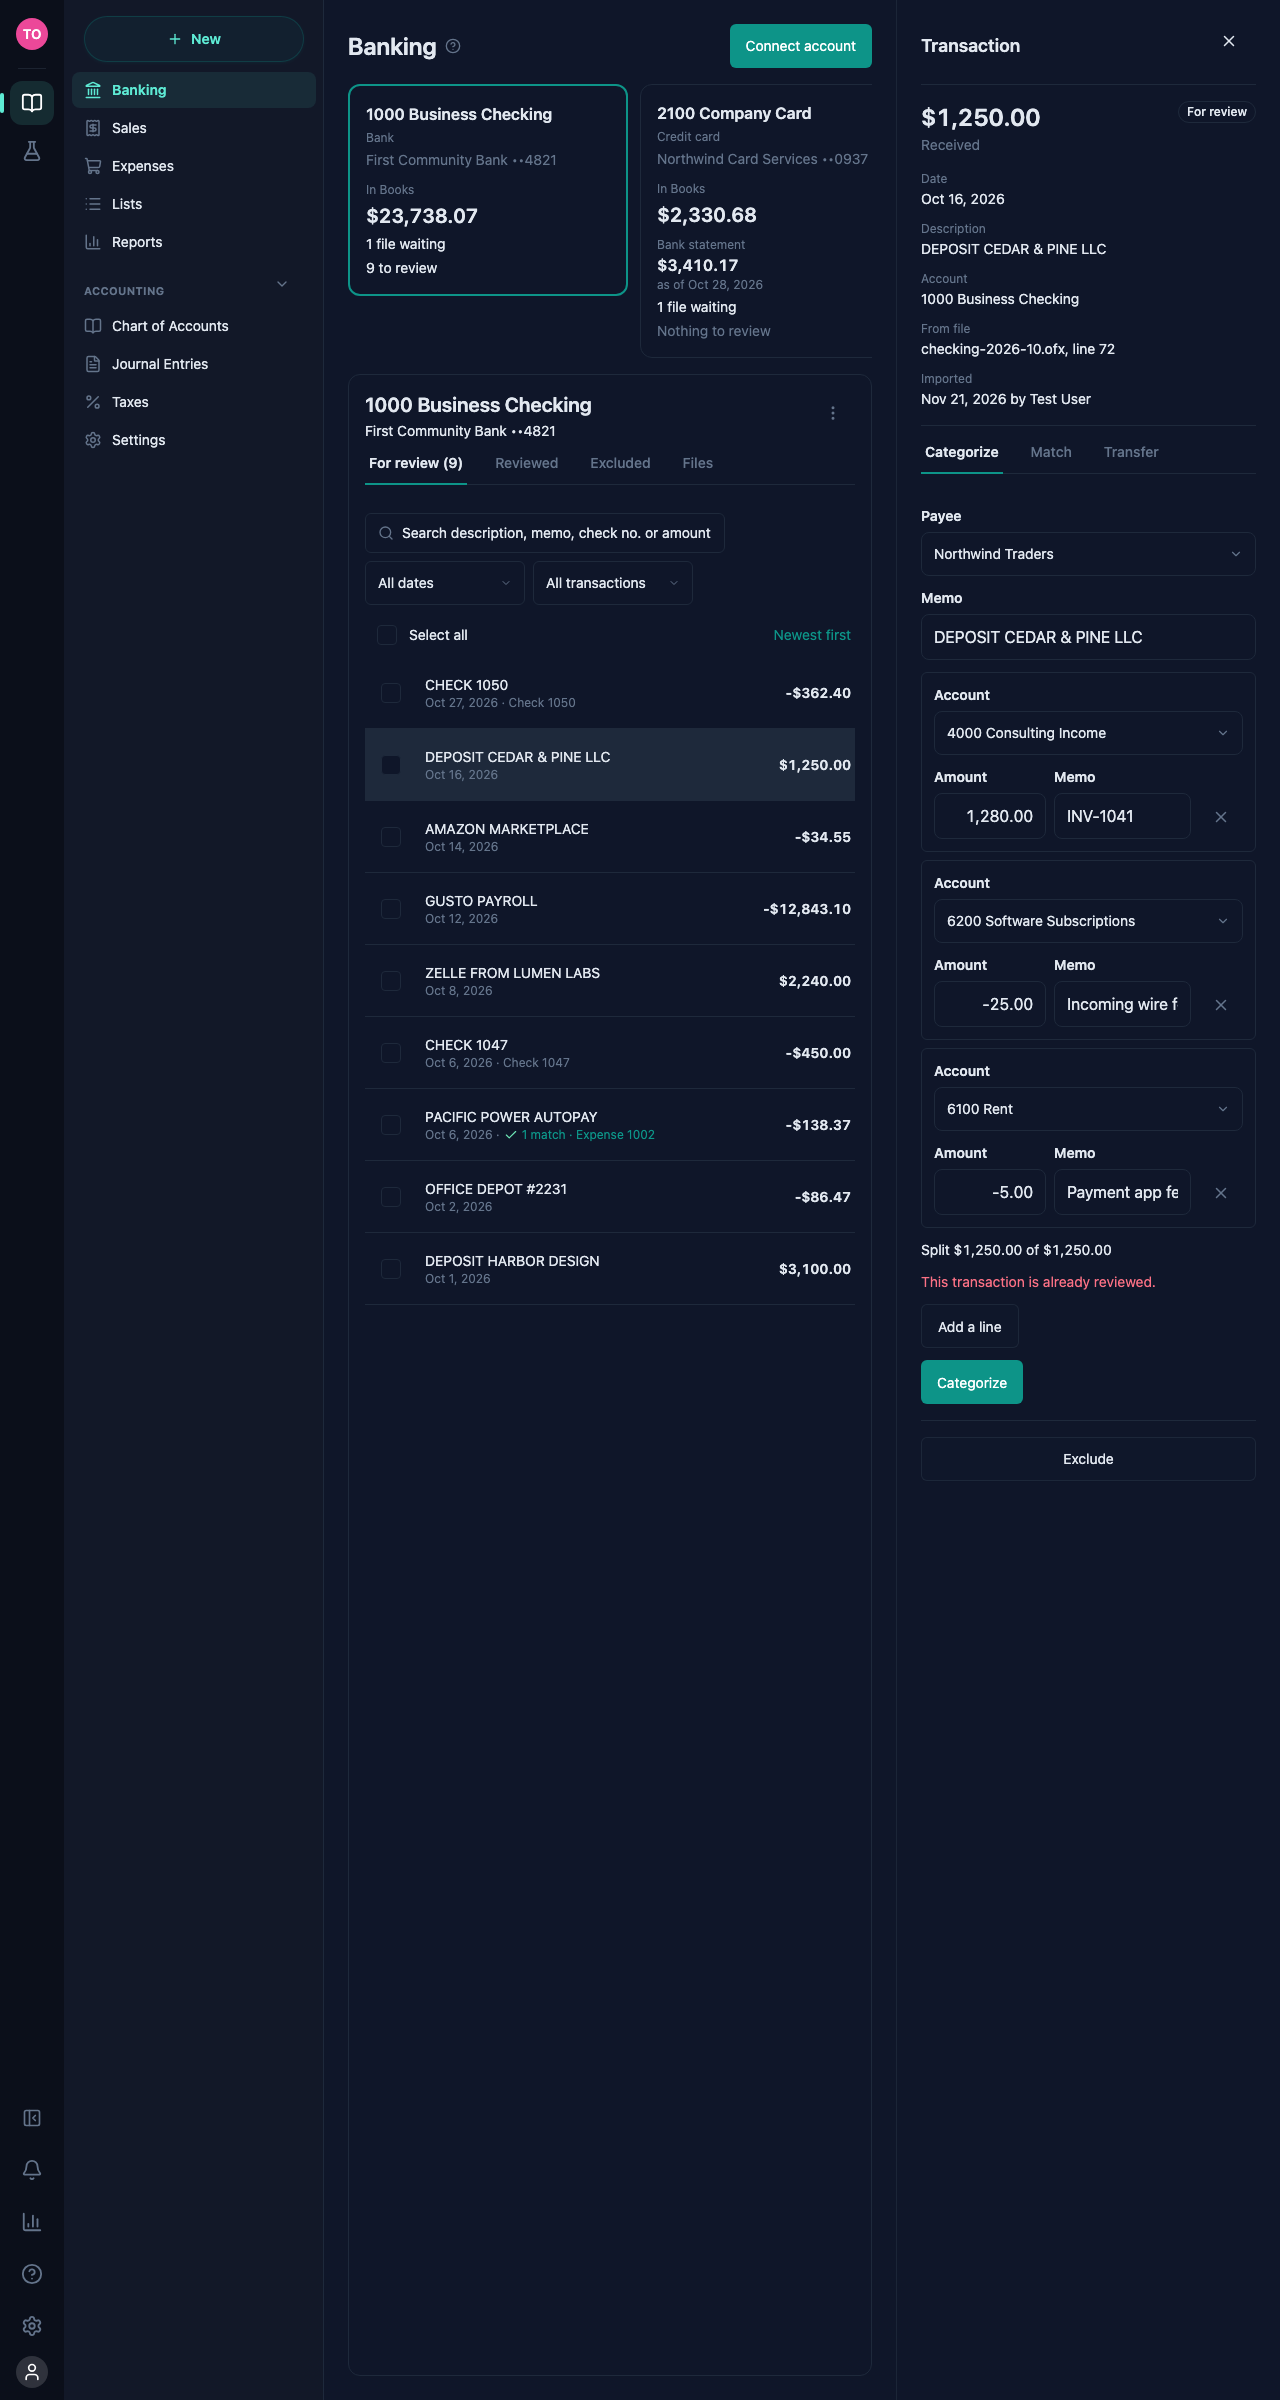 TO
New
Banking
Sales
Expenses
Lists
Reports
ACCOUNTING
Chart of Accounts
Journal Entries
Taxes
Settings
Banking
Connect account
1000 Business Checking
Bank
First Community Bank ••4821
In Books
$23,738.07
1 file waiting
9 to review
2100 Company Card
Credit card
Northwind Card Services ••0937
In Books
$2,330.68
Bank statement
$3,410.17
as of Oct 28, 2026
1 file waiting
Nothing to review
1000 Business Checking
First Community Bank ••4821
For review (9) Reviewed Excluded Files
Search description, memo, check no. or amount
All dates All transactions
Select all Newest first
CHECK 1050
Oct 27, 2026 · Check 1050
-$362.40
DEPOSIT CEDAR & PINE LLC
Oct 16, 2026
$1,250.00
AMAZON MARKETPLACE
Oct 14, 2026
-$34.55
GUSTO PAYROLL
Oct 12, 2026
-$12,843.10
ZELLE FROM LUMEN LABS
Oct 8, 2026
$2,240.00
CHECK 1047
Oct 6, 2026 · Check 1047
-$450.00
PACIFIC POWER AUTOPAY
Oct 6, 2026 · 1 match · Expense 1002
-$138.37
OFFICE DEPOT #2231
Oct 2, 2026
-$86.47
DEPOSIT HARBOR DESIGN
Oct 1, 2026
$3,100.00
Transaction
$1,250.00 For review
Received
Date
Oct 16, 2026
Description
DEPOSIT CEDAR & PINE LLC
Account
1000 Business Checking
From file
checking-2026-10.ofx, line 72
Imported
Nov 21, 2026 by Test User
Categorize Match Transfer
Payee
Northwind Traders
Memo
DEPOSIT CEDAR & PINE LLC
Account
4000 Consulting Income
Amount Memo
1,280.00 INV-1041
Account
6200 Software Subscriptions
Amount Memo
-25.00 Incoming wire f
Account
6100 Rent
Amount Memo
-5.00 Payment app fe
Split $1,250.00 of $1,250.00
This transaction is already reviewed.
Add a line
Categorize
Exclude